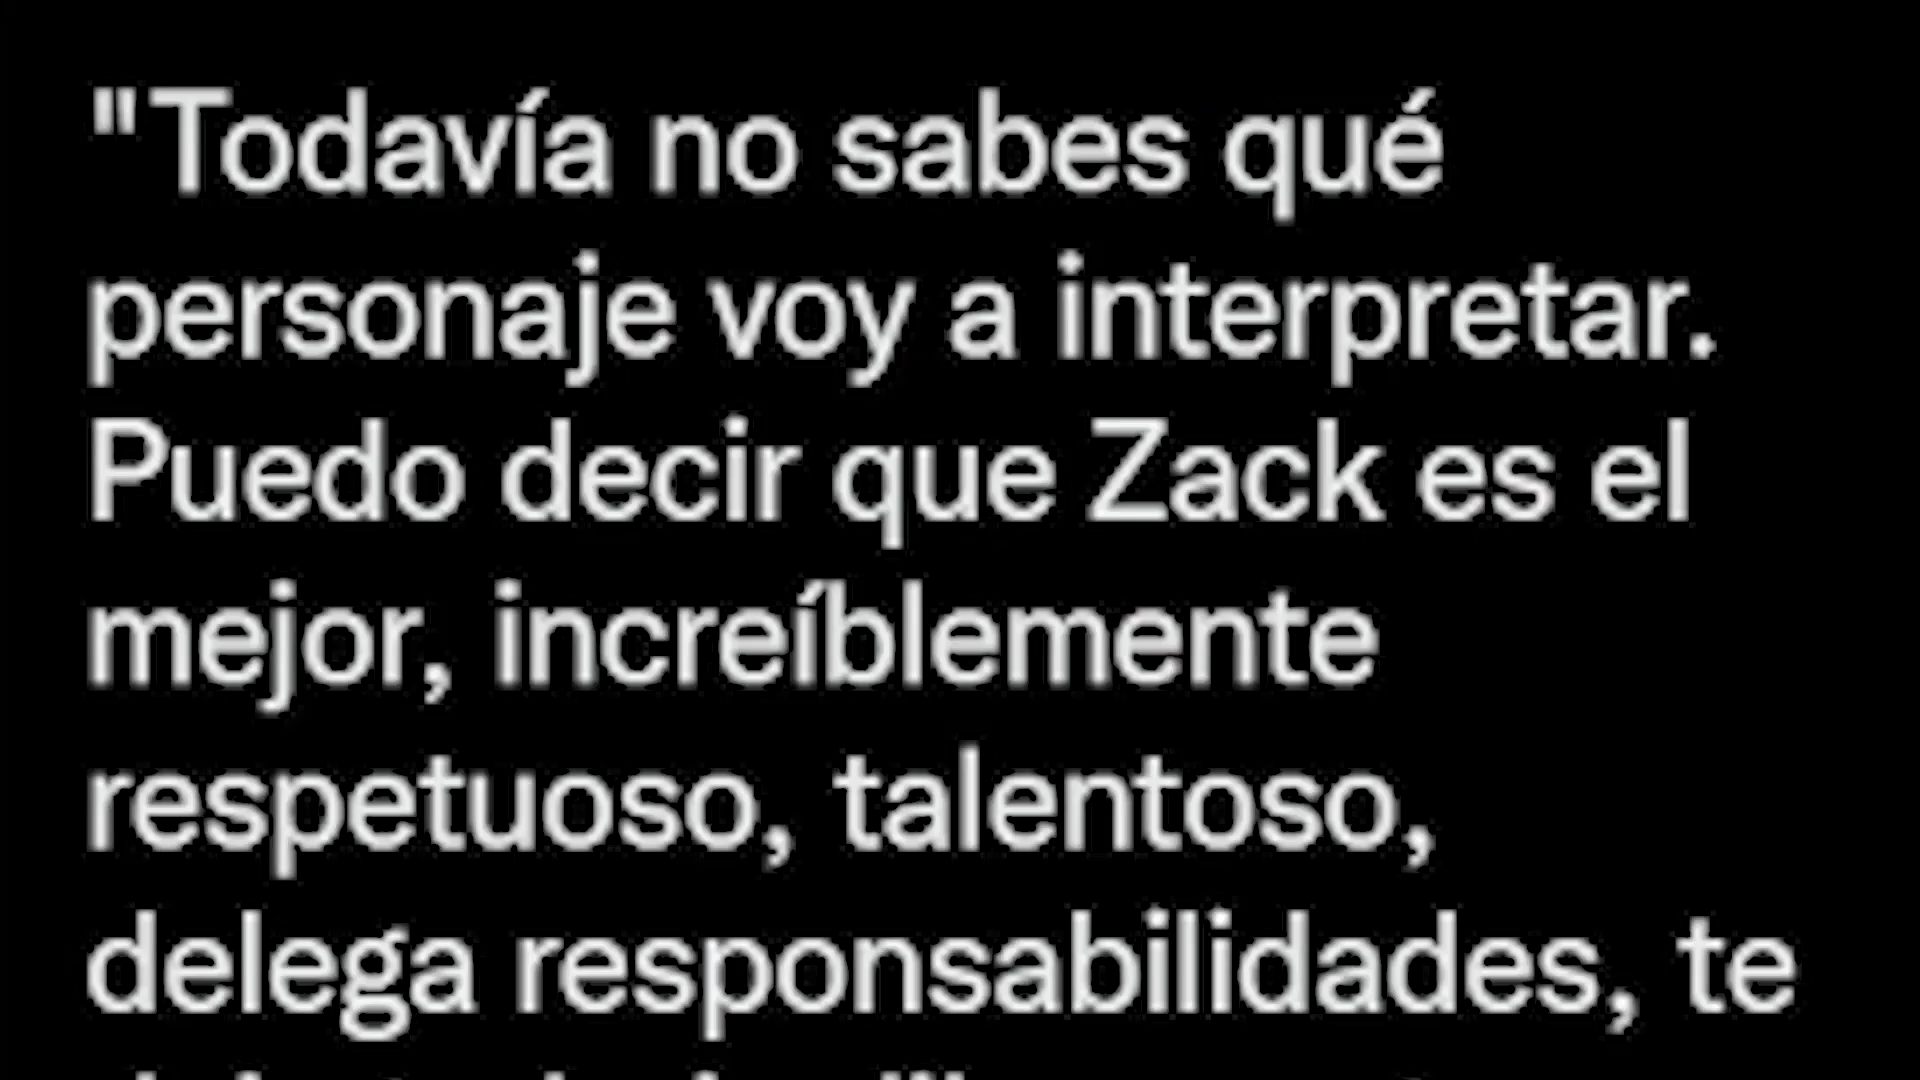 "Todavía no sabes qué
personaje voy a interpretar.
Puedo decir que Zack es el
mejor, increíblemente
respetuoso, talentoso,
delega responsabilidades, te